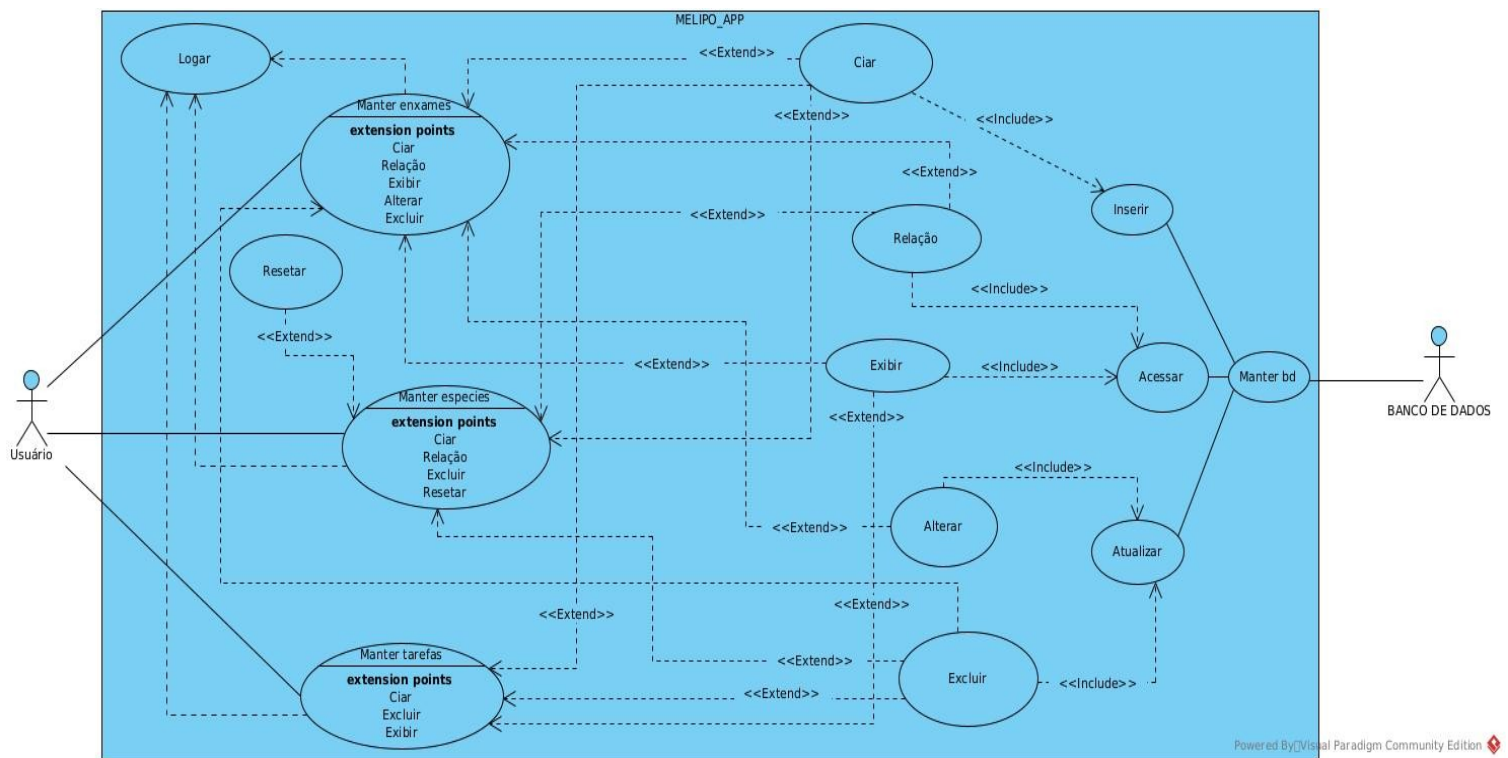 MELIPO_APP
Logar
<<Extend>>
Ciar
Manter enxames
extension points
Ciar
Relação
Exibir
Alterar
Excluir
<<Extend>>
<<Include>>
<<Extend>>
<<Extend>>
Inserir
Relação
Resetar
<<Extend>>
<<Include>>
<<Extend>>
Exibir
<<Include>>
Acessar
Manter bd
BANCO DE DADOS
Usuário
Manter especies
extension points
Ciar
Relação
Excluir
Resetar
<<Extend>>
<<Include>>
<<Extend>>
Alterar
Atualizar
<<Extend>>
<<Extend>>
Manter tarefas
extension points
Ciar
Excluir
Exibir
<<Extend>>
<<Extend>>
Excluir
<<Include>>
Powered By Visual Paradigm Community Edition